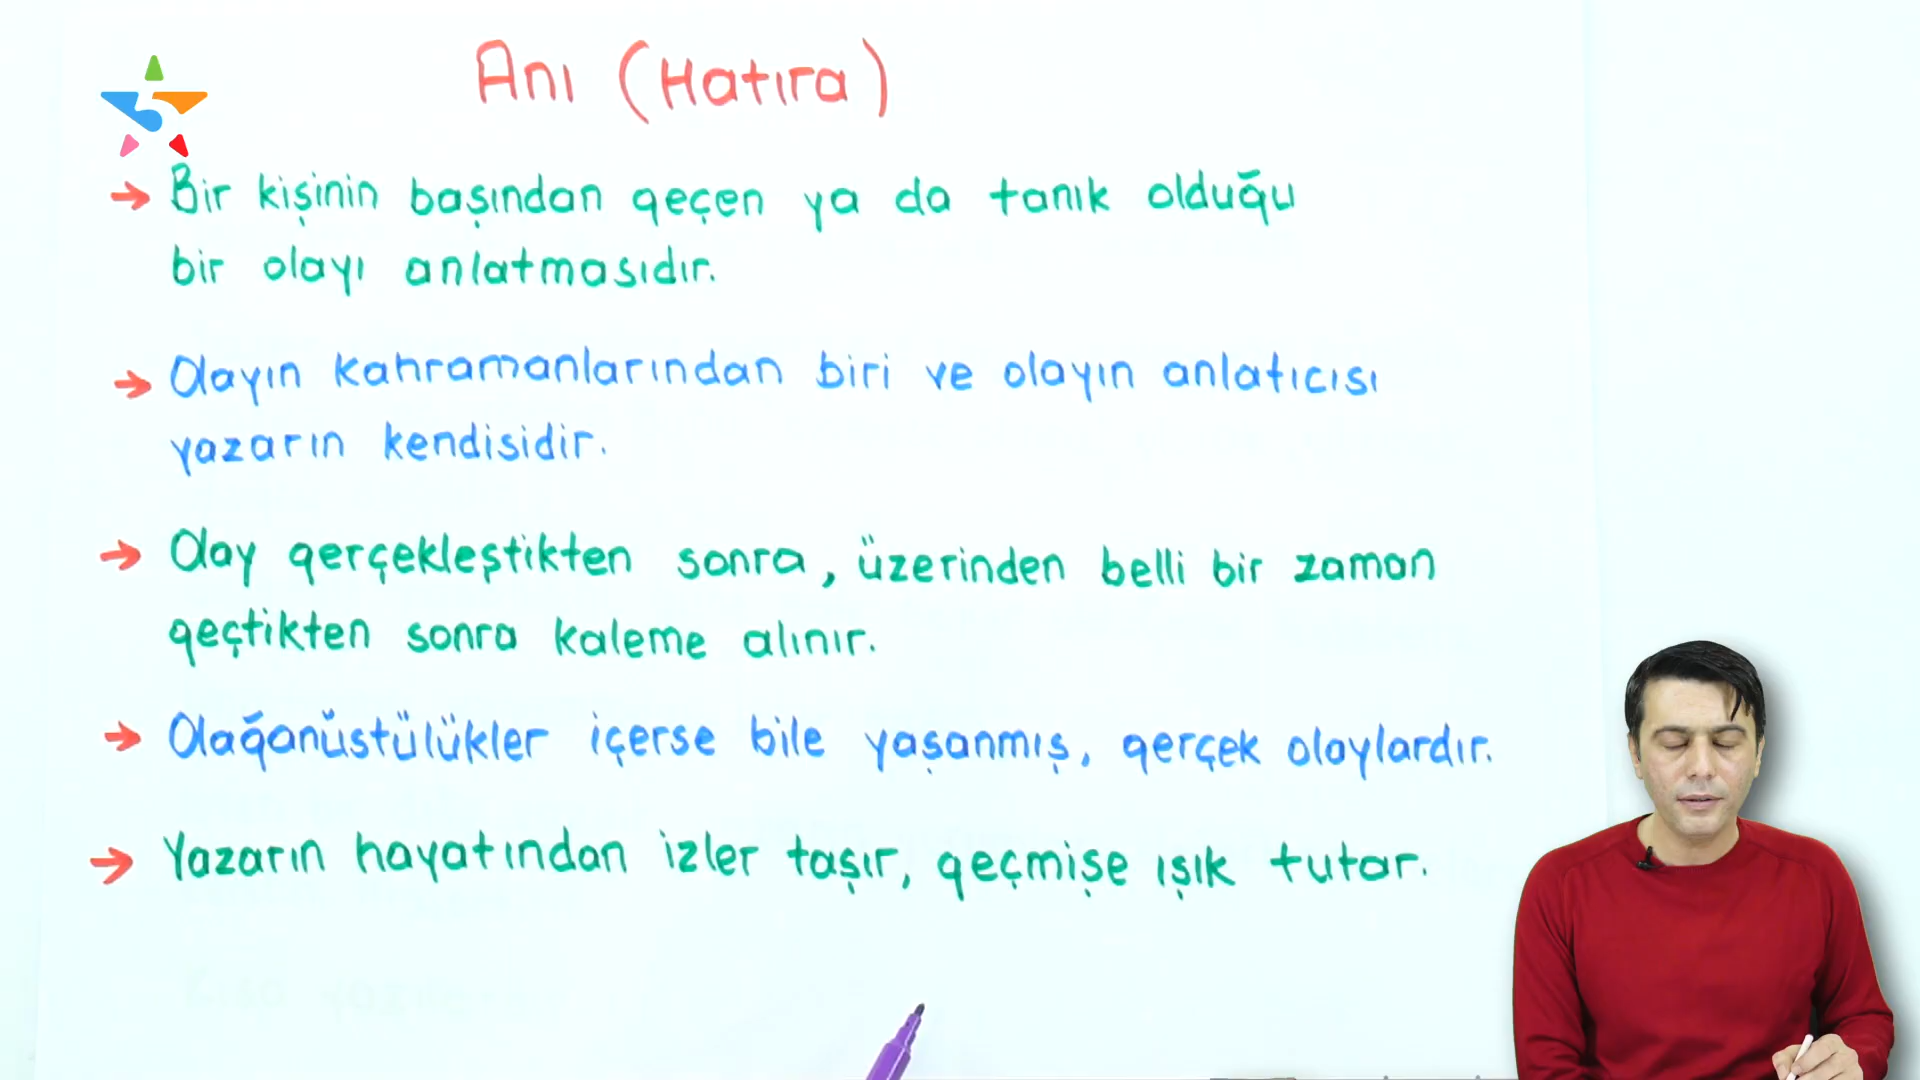 Anı (Hatıra)
→ Bir kişinin başından geçen ya da tanık olduğu
bir olayı anlatmasıdır.
→ Olayın kahramanlarından biri ve olayın anlatıcısı
yazarın kendisidir.
→ Olay gerçekleştikten sonra, üzerinden belli bir zaman
geçtikten sonra kaleme alınır.
→ Olağanüstülükler içerse bile yaşanmış, gerçek olaylardır.
→ Yazarın hayatından izler taşır, geçmişe ışık tutar.